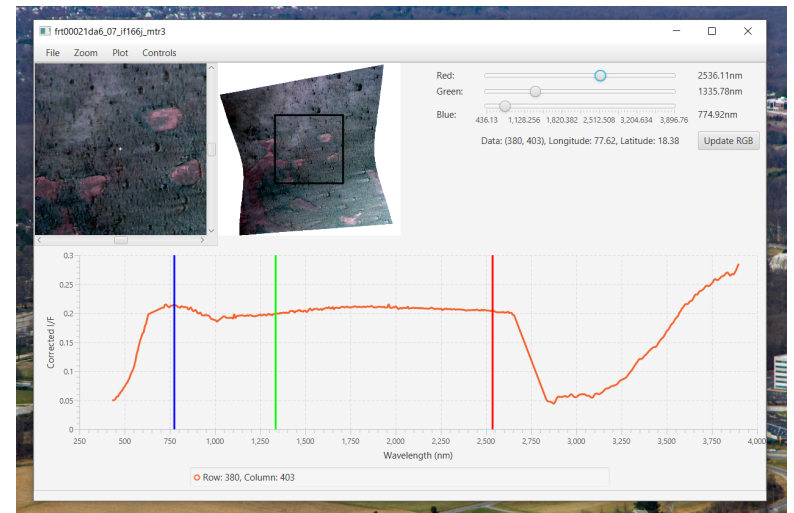 frt00021da6_07_if166j_mtr3
File Zoom Plot Controls
Red: 2536.11nm
Green: 1335.78nm
Blue: 774.92nm
436.13 1,128.256 1,820.382 2,512.508 3,204.634 3,896.76
Data: (380, 403), Longitude: 77.62, Latitude: 18.38 Update RGB
0.3
0.25
0.2
0.15
0.1
0.05
0
Corrected I/F
250 500 750 1,000 1,250 1,500 1,750 2,000 2,250 2,500 2,750 3,000 3,250 3,500 3,750 4,000
Wavelength (nm)
Row: 380, Column: 403